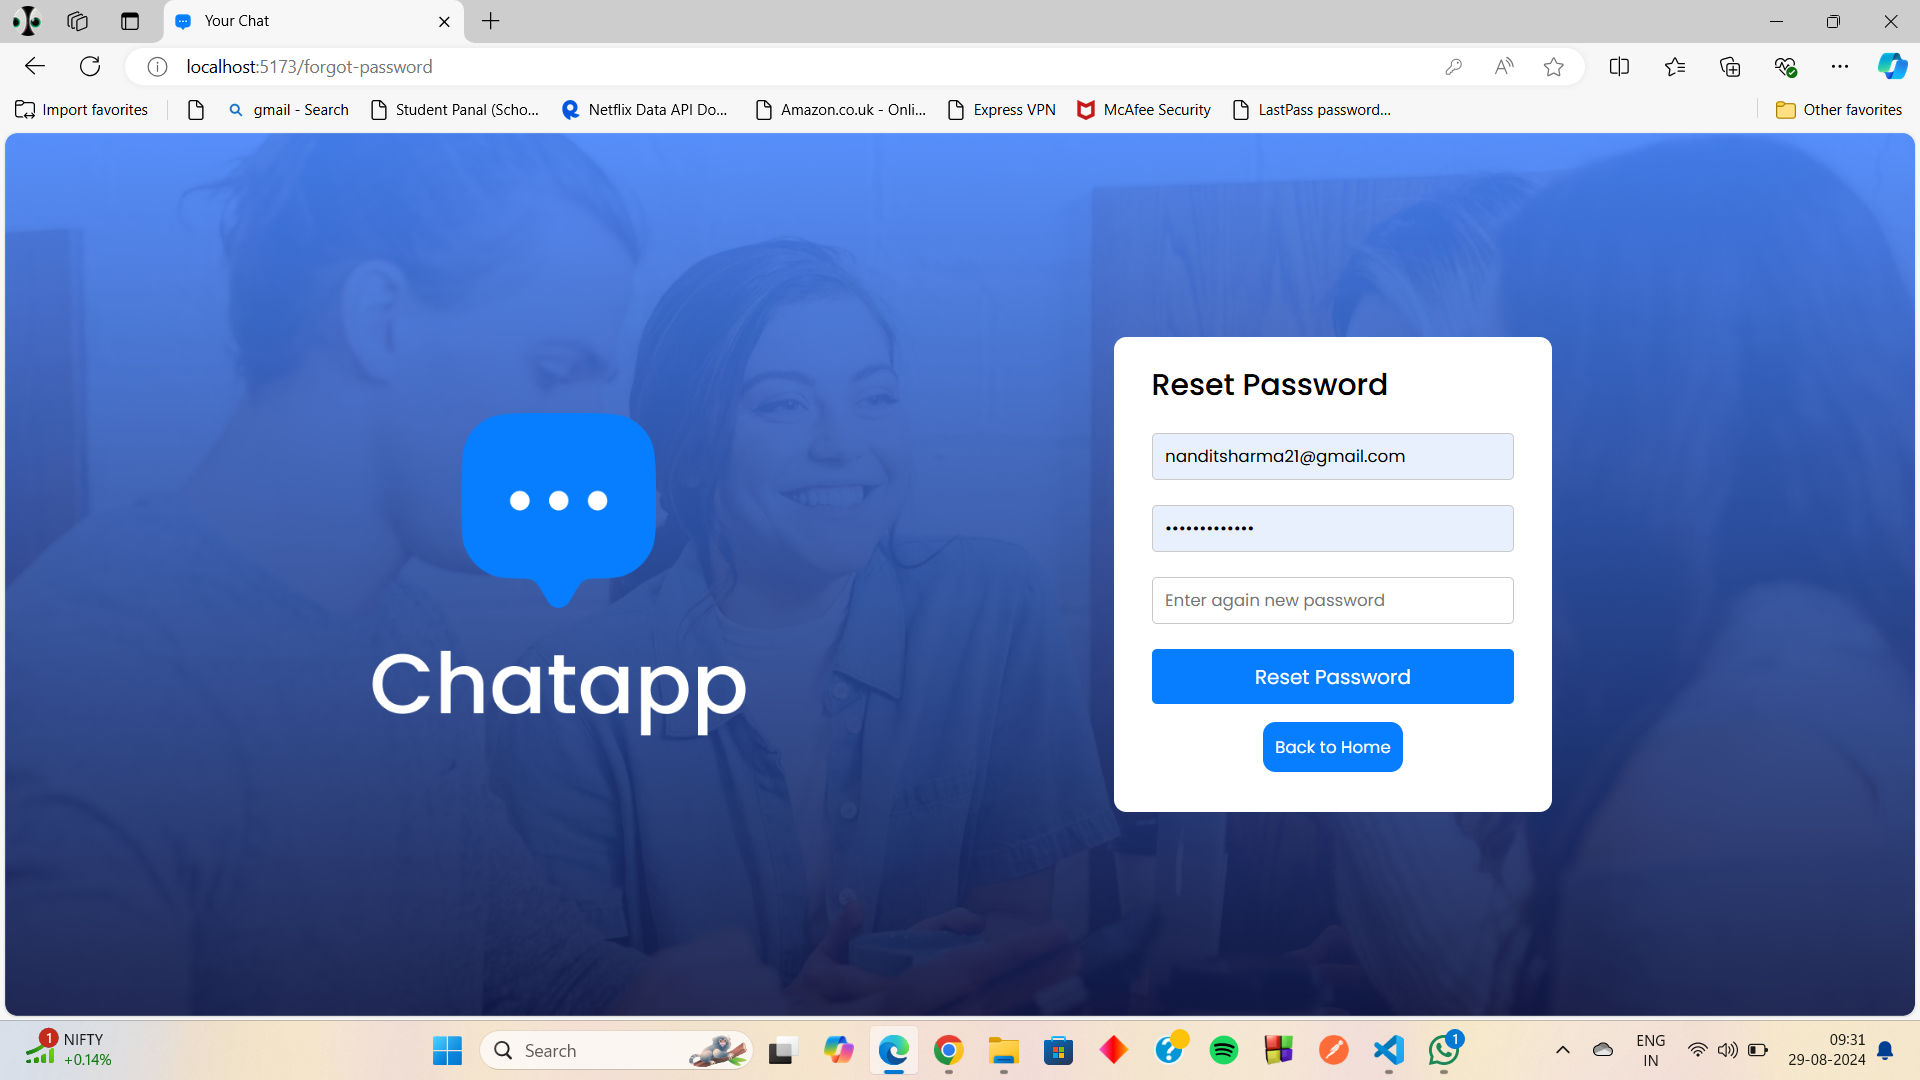 Your Chat
localhost:5173/forgot-password
Import favorites
gmail - Search
Student Panal (Scho...
Netflix Data API Do...
Amazon.co.uk - Onli...
Express VPN
McAfee Security
LastPass password...
Other favorites
Chatapp
Reset Password
nanditsharma21@gmail.com
•••••••••••••
Enter again new password
Reset Password
Back to Home
1
NIFTY
+0.14%
Search
1
ENG
IN
09:31
29-08-2024